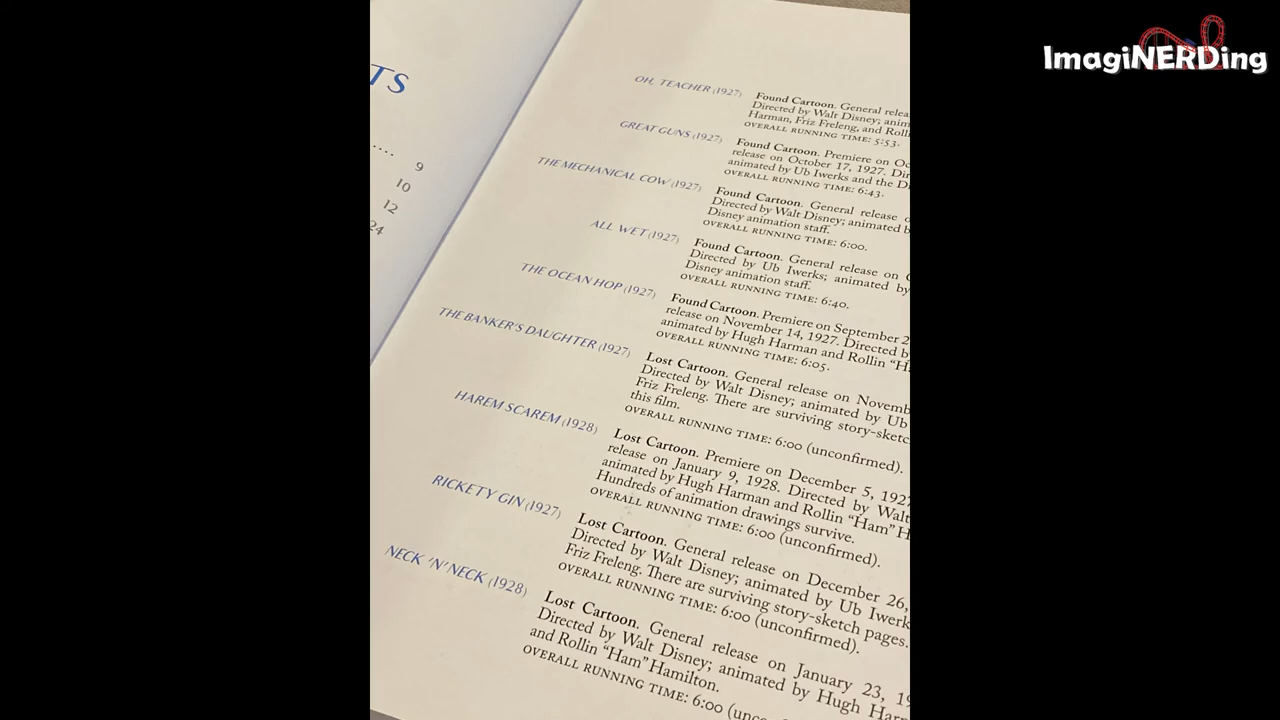 ImagiNERDing
TS
9
10
12
24
OH, TEACHER (1927)
Found Cartoon. General relea
Directed by Walt Disney; anim
Harman, Friz Freleng, and Roll
OVERALL RUNNING TIME: 5:53.
GREAT GUNS (1927)
Found Cartoon. Premiere on Oc
release on October 17, 1927. Dir
animated by Ub Iwerks and the D
OVERALL RUNNING TIME: 6:43.
THE MECHANICAL COW (1927)
Found Cartoon. General release o
Directed by Walt Disney; animated b
Disney animation staff.
OVERALL RUNNING TIME: 6:00.
ALL WET (1927)
Found Cartoon. General release on O
Directed by Ub Iwerks; animated by
Disney animation staff.
OVERALL RUNNING TIME: 6:40.
THE OCEAN HOP (1927)
Found Cartoon. Premiere on September 2
release on November 14, 1927. Directed b
animated by Hugh Harman and Rollin “H
OVERALL RUNNING TIME: 6:05.
THE BANKER'S DAUGHTER (1927)
Lost Cartoon. General release on Novemb
Directed by Walt Disney; animated by Ub
Friz Freleng. There are surviving story-sketc
this film.
OVERALL RUNNING TIME: 6:00 (unconfirmed).
HAREM SCAREM (1928)
Lost Cartoon. Premiere on December 5, 1927
release on January 9, 1928. Directed by Walt
animated by Hugh Harman and Rollin “Ham” H
Hundreds of animation drawings survive.
OVERALL RUNNING TIME: 6:00 (unconfirmed).
RICKETY GIN (1927)
Lost Cartoon. General release on December 26,
Directed by Walt Disney; animated by Ub Iwerk
Friz Freleng. There are surviving story-sketch pages.
OVERALL RUNNING TIME: 6:00 (unconfirmed).
NECK 'N' NECK (1928)
Lost Cartoon. General release on January 23, 19
Directed by Walt Disney; animated by Hugh Har
and Rollin “Ham” Hamilton.
OVERALL RUNNING TIME: 6:00 (unc